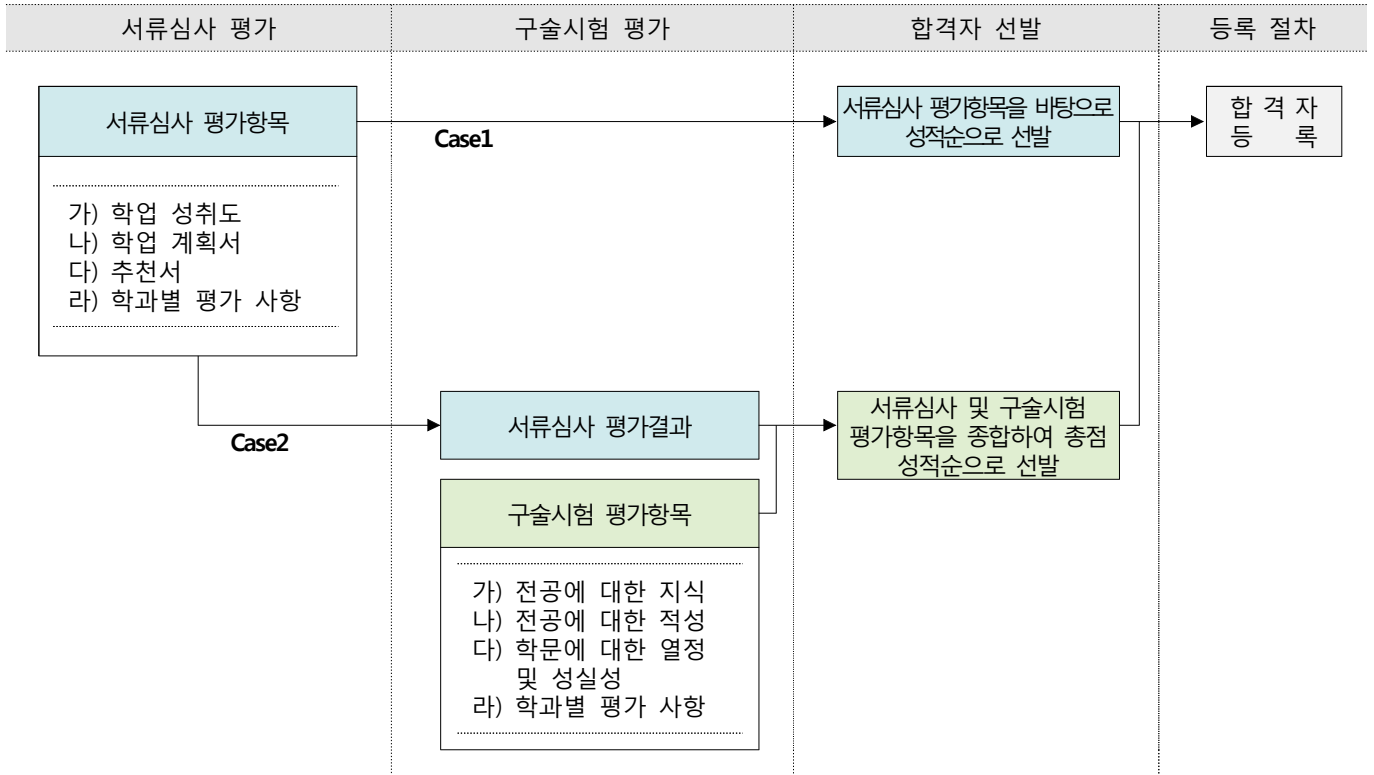 서류심사 평가
구술시험 평가
합격자 선발
등록 절차
서류심사 평가항목
가) 학업 성취도
나) 학업 계획서
다) 추천서
라) 학과별 평가 사항
Case1
서류심사 평가항목을 바탕으로
성적순으로 선발
합 격 자
등 록
Case2
서류심사 평가결과
구술시험 평가항목
가) 전공에 대한 지식
나) 전공에 대한 적성
다) 학문에 대한 열정
및 성실성
라) 학과별 평가 사항
서류심사 및 구술시험
평가항목을 종합하여 총점
성적순으로 선발